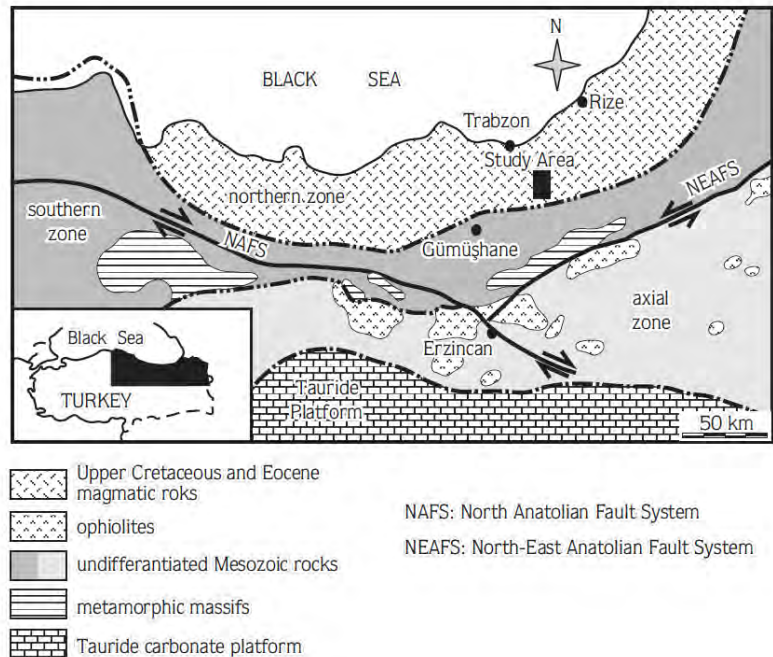 N
BLACK SEA
Rize
Trabzon
Study Area
northern zone
NEAFS
southern
zone
NAFS
Gümüşhane
axial
zone
Erzincan
Black Sea
TURKEY
Tauride
Platform
50 km
Upper Cretaceous and Eocene
magmatic roks
ophiolites
undifferantiated Mesozoic rocks
metamorphic massifs
Tauride carbonate platform
NAFS: North Anatolian Fault System
NEAFS: North-East Anatolian Fault System